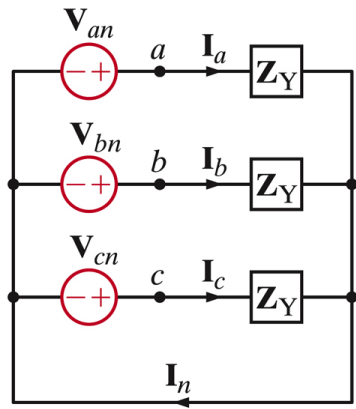 V_an
a I_a
− + Z_Y
V_bn
b I_b
− + Z_Y
V_cn
c I_c
− + Z_Y
I_n